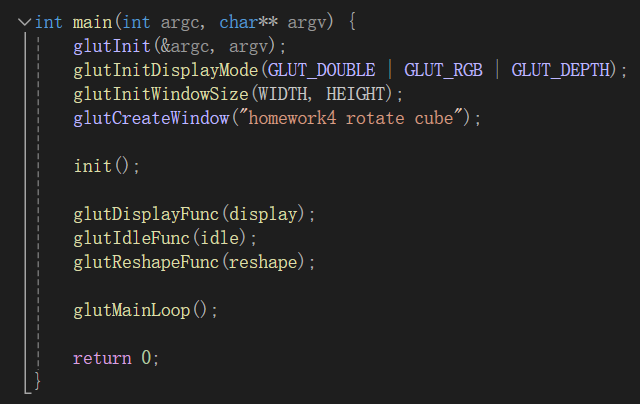 int main(int argc, char** argv) {
glutInit(&argc, argv);
glutInitDisplayMode(GLUT_DOUBLE | GLUT_RGB | GLUT_DEPTH);
glutInitWindowSize(WIDTH, HEIGHT);
glutCreateWindow("homework4 rotate cube");
init();
glutDisplayFunc(display);
glutIdleFunc(idle);
glutReshapeFunc(reshape);
glutMainLoop();
return 0;
}